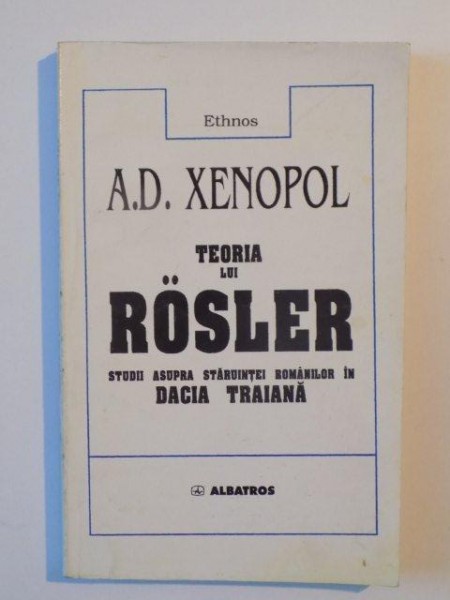 Ethnos
A.D. XENOPOL
TEORIA
LUI
RÖSLER
STUDII ASUPRA STĂRUINȚEI ROMÂNILOR ÎN
DACIA TRAIANĂ
ALBATROS